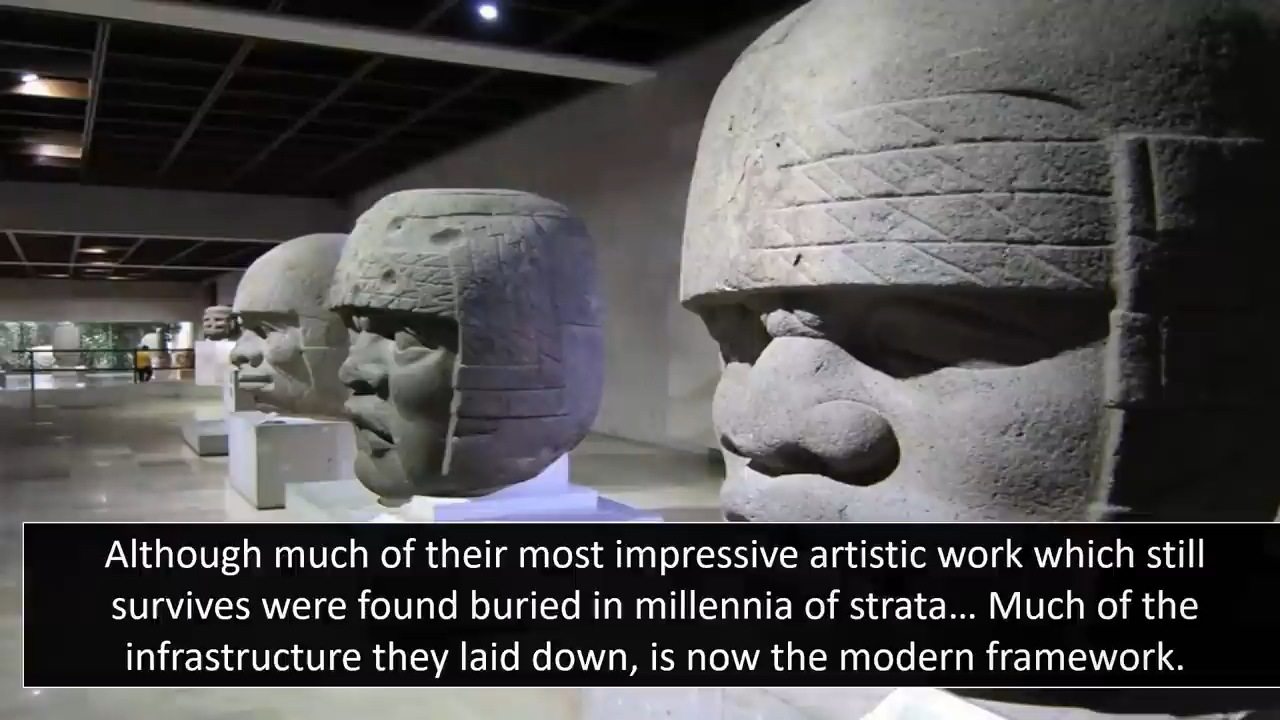 Although much of their most impressive artistic work which still
survives were found buried in millennia of strata... Much of the
infrastructure they laid down, is now the modern framework.